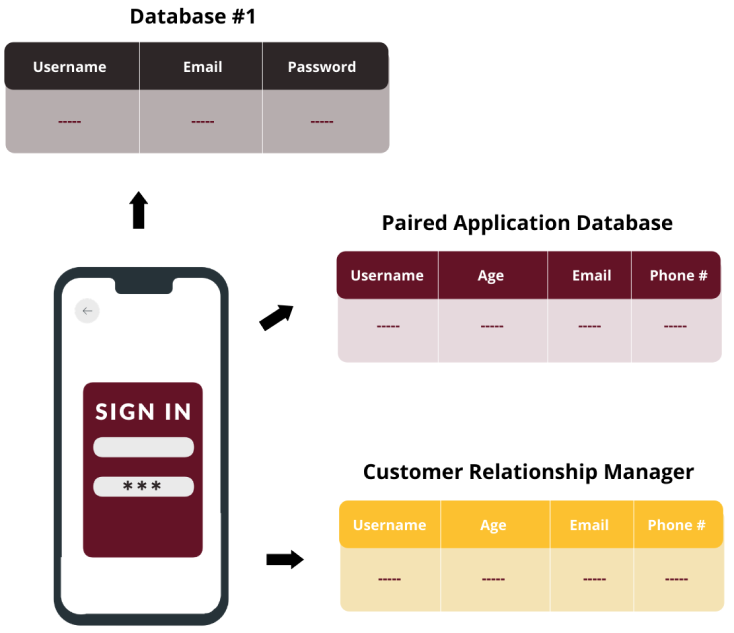 Database #1
Username Email Password
----- ----- -----
Paired Application Database
Username Age Email Phone #
----- ----- ----- -----
SIGN IN
***
Customer Relationship Manager
Username Age Email Phone #
----- ----- ----- -----